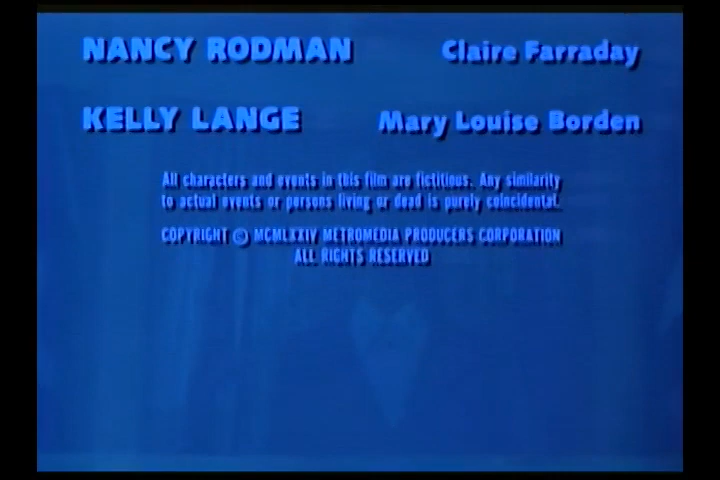 NANCY RODMAN Claire Farraday
KELLY LANGE Mary Louise Borden
All characters and events in this film are fictitious. Any similarity
to actual events or persons living or dead is purely coincidental.
COPYRIGHT © MCMLXXIV METROMEDIA PRODUCERS CORPORATION
ALL RIGHTS RESERVED